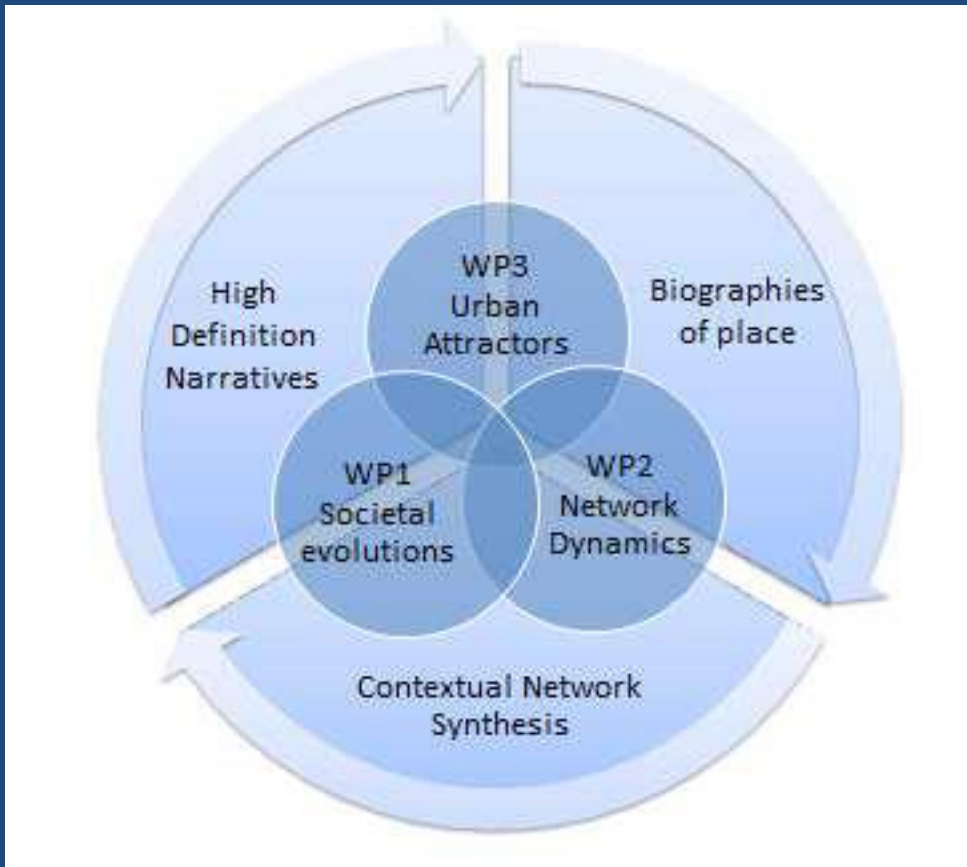 High
Definition
Narratives
WP3
Urban
Attractors
Biographies
of place
WP1
Societal
evolutions
WP2
Network
Dynamics
Contextual Network
Synthesis